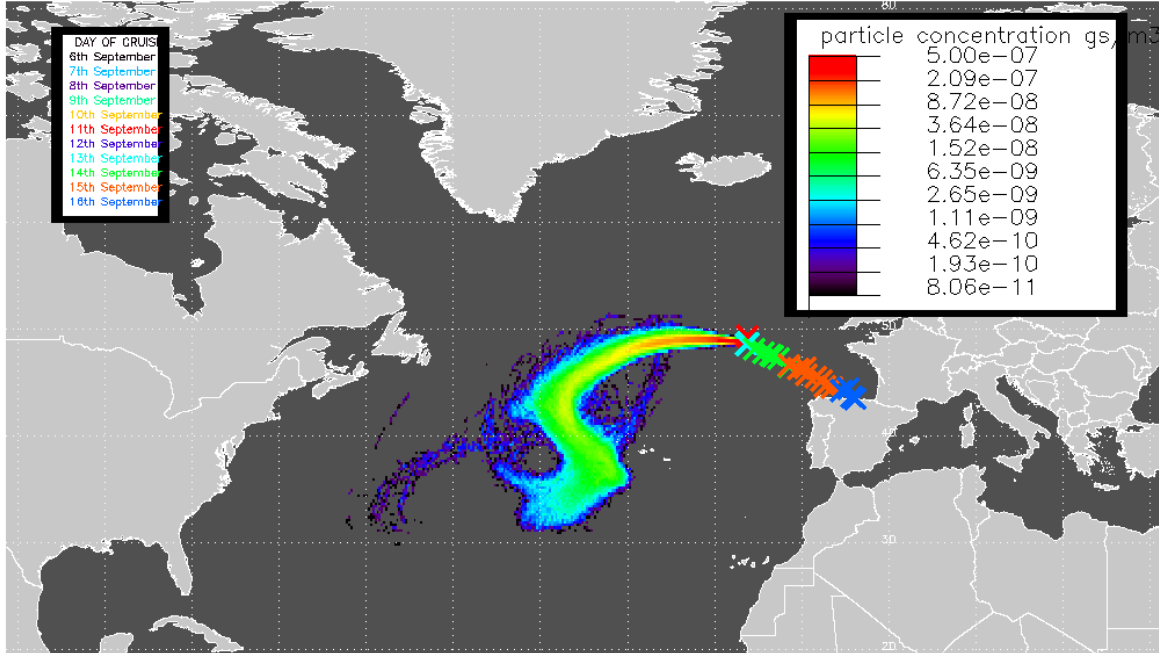 DAY OF CRUIS
6th September
7th September
8th September
9th September
10th September
11th September
12th September
13th September
14th September
15th September
16th September
particle concentration gs/m3
5.00e-07
2.09e-07
8.72e-08
3.64e-08
1.52e-08
6.35e-09
2.65e-09
1.11e-09
4.62e-10
1.93e-10
8.06e-11
80
50
40
30
20